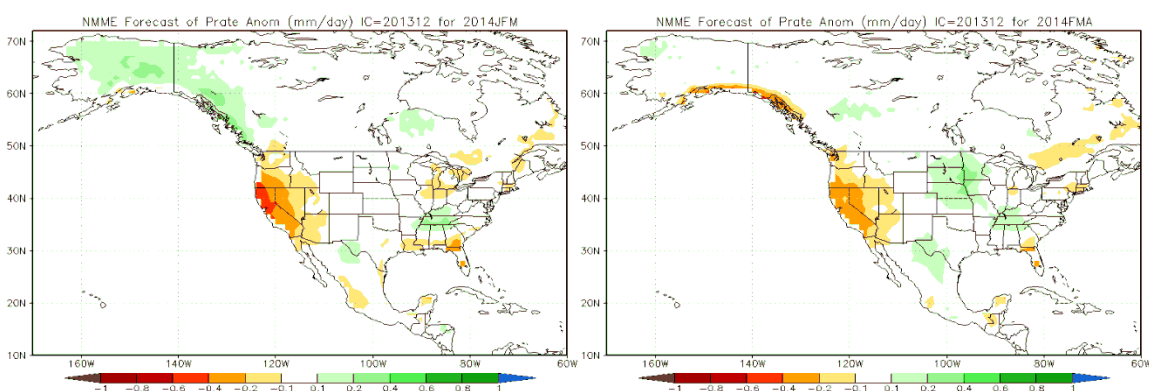 NMME Forecast of Prate Anom (mm/day) IC=201312 for 2014JFM
70N
60N
50N
40N
30N
20N
10N
160W 140W 120W 100W 80W 60W
-1 -0.8 -0.6 -0.4 -0.2 -0.1 0.1 0.2 0.4 0.6 0.8 1
NMME Forecast of Prate Anom (mm/day) IC=201312 for 2014FMA
70N
60N
50N
40N
30N
20N
10N
160W 140W 120W 100W 80W 60W
-1 -0.8 -0.6 -0.4 -0.2 -0.1 0.1 0.2 0.4 0.6 0.8 1